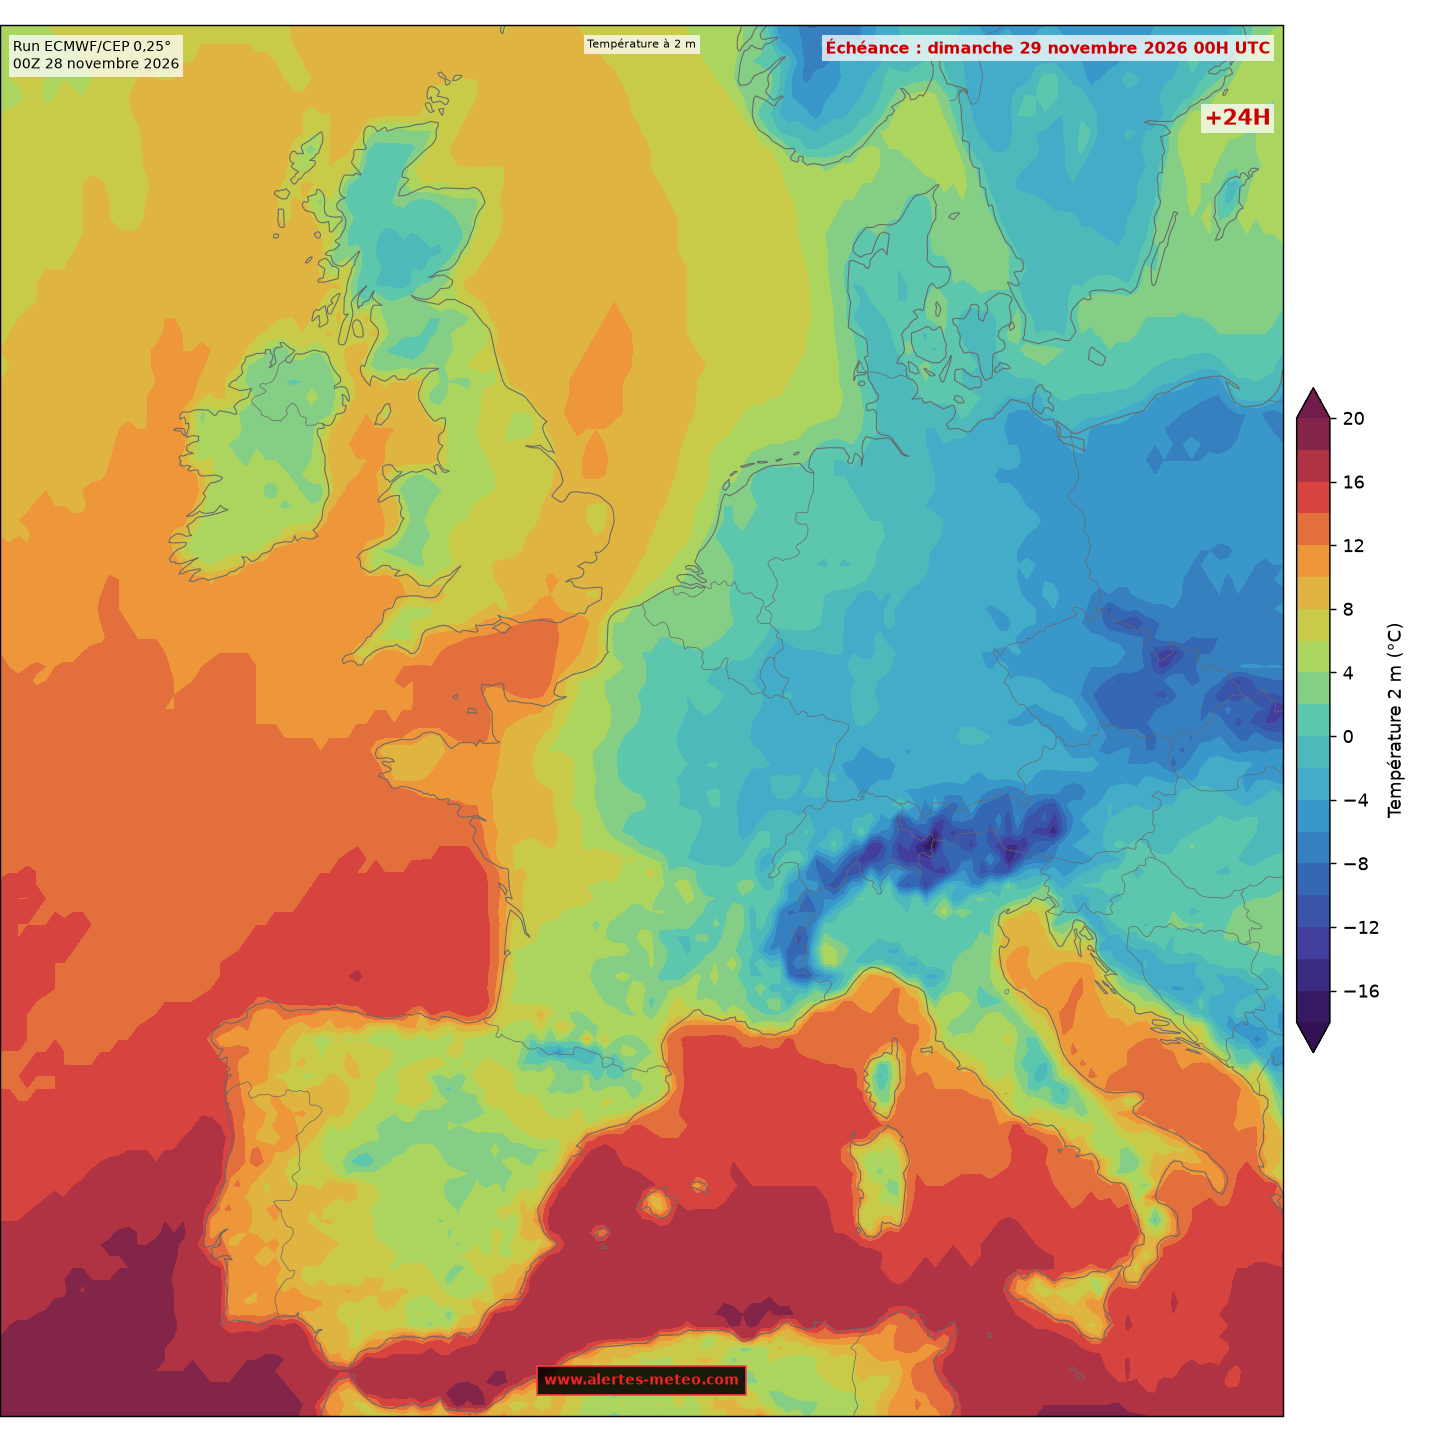 Run ECMWF/CEP 0,25°
00Z 28 novembre 2026
Température à 2 m
Échéance : dimanche 29 novembre 2026 00H UTC
+24H
20
16
12
8
4
0
−4
−8
−12
−16
Température 2 m (°C)
www.alertes-meteo.com